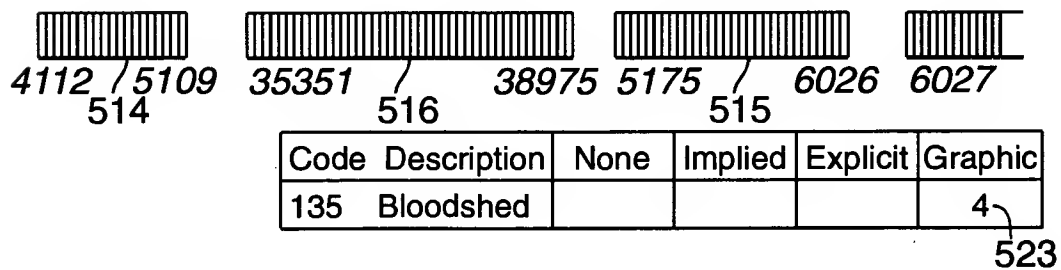 4112 5109 35351 38975 5175 6026 6027
514 516 515
Code Description None Implied Explicit Graphic
135 Bloodshed 4
523